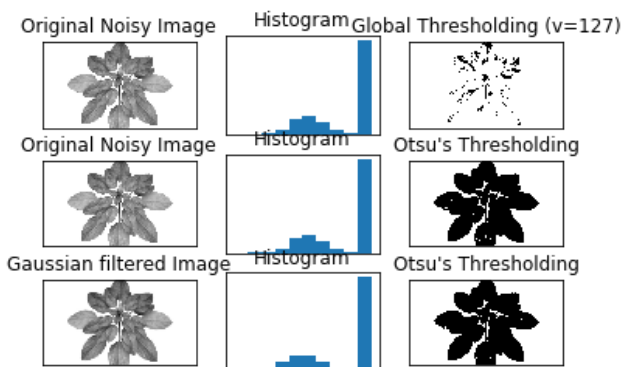 Original Noisy Image
Histogram
Global Thresholding (v=127)
Original Noisy Image
Histogram
Otsu's Thresholding
Gaussian filtered Image
Histogram
Otsu's Thresholding